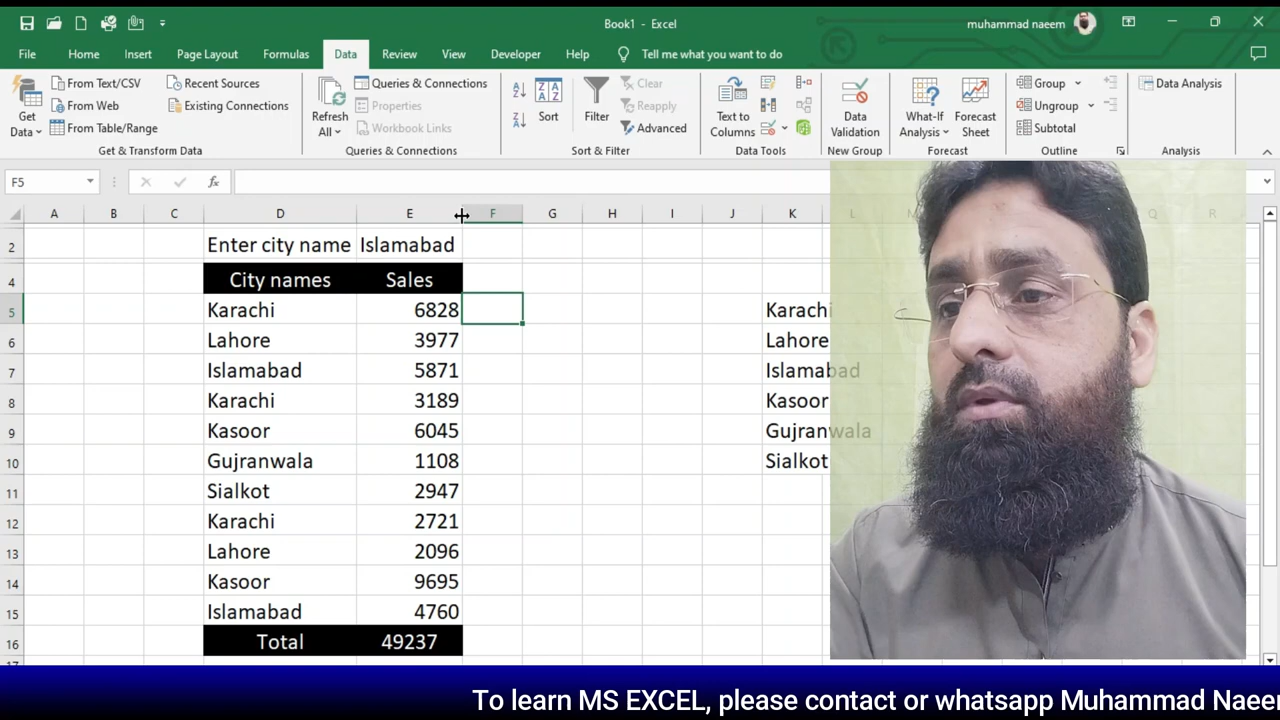 Book1 - Excel
muhammad naeem
File Home Insert Page Layout Formulas Data Review View Developer Help Tell me what you want to do
Get Data
From Text/CSV
From Web
From Table/Range
Recent Sources
Existing Connections
Get & Transform Data
Refresh All
Queries & Connections
Properties
Workbook Links
Queries & Connections
Sort
Filter
Clear
Reapply
Advanced
Sort & Filter
Text to Columns
Data Tools
Data Validation
New Group
What-If Analysis
Forecast Sheet
Forecast
Group
Ungroup
Subtotal
Outline
Data Analysis
Analysis
F5
fx
A B C D E F G H I J K L Q R
2 Enter city name Islamabad
4 City names Sales
5 Karachi 6828 Karachi
6 Lahore 3977 Lahore
7 Islamabad 5871 Islamabad
8 Karachi 3189 Kasoor
9 Kasoor 6045 Gujranwala
10 Gujranwala 1108 Sialkot
11 Sialkot 2947
12 Karachi 2721
13 Lahore 2096
14 Kasoor 9695
15 Islamabad 4760
16 Total 49237
To learn MS EXCEL, please contact or whatsapp Muhammad Naee